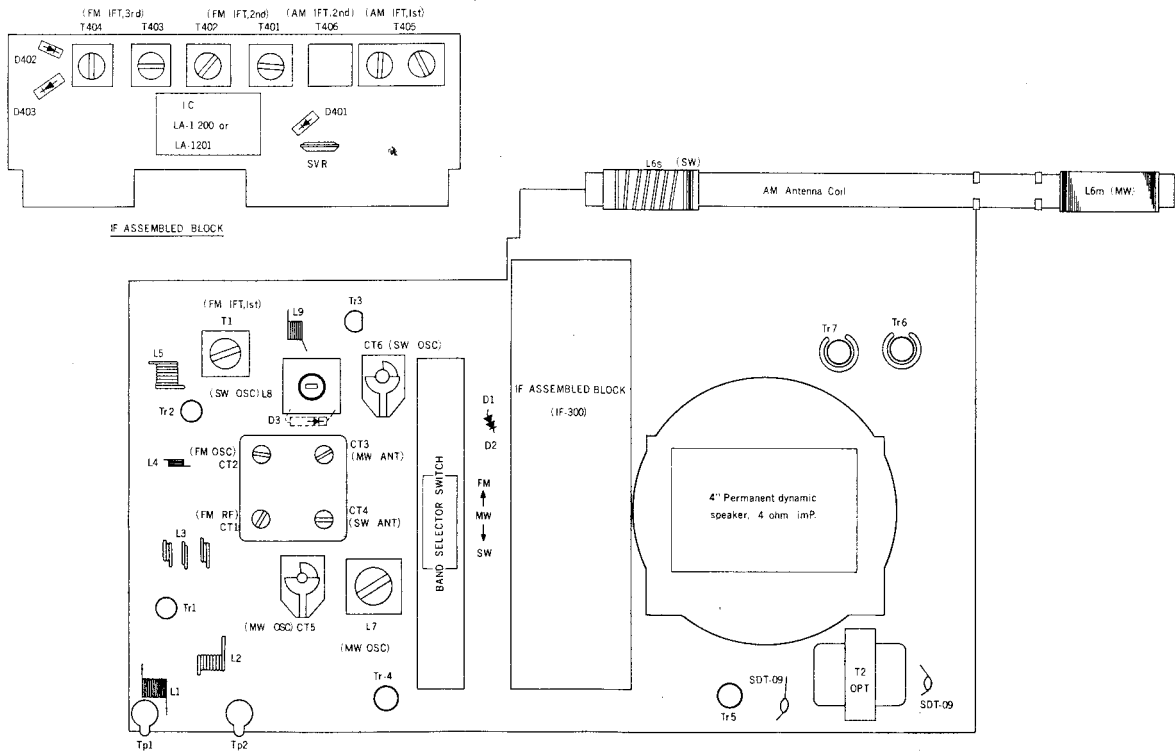 (FM IFT,3rd) (FM IFT,2nd) (AM IFT,2nd) (AM IFT,1st)
T404 T403 T402 T401 T406 T405
D402
D403
IC
LA-1200 or
LA-1201
D401
SVR
IF ASSEMBLED BLOCK
L6s (SW)
AM Antenna Coil
L6m (MW)
(FM IFT,1st)
T1
L9
Tr3
CT6 (SW OSC)
L5
(SW OSC) L8
Tr2
D3
(FM OSC)
CT2
CT3
(MW ANT)
L4
(FM RF)
CT1
CT4
(SW ANT)
L3
Tr1
(MW OSC) CT5
L7
(MW OSC)
L2
L1
Tr-4
Tp1
Tp2
BAND SELECTOR SWITCH
D1
D2
FM
MW
SW
IF ASSEMBLED BLOCK
(IF-300)
Tr7
Tr6
4" Permanent dynamic
speaker, 4 ohm imP.
SDT-09
Tr5
T2
OPT
SDT-09